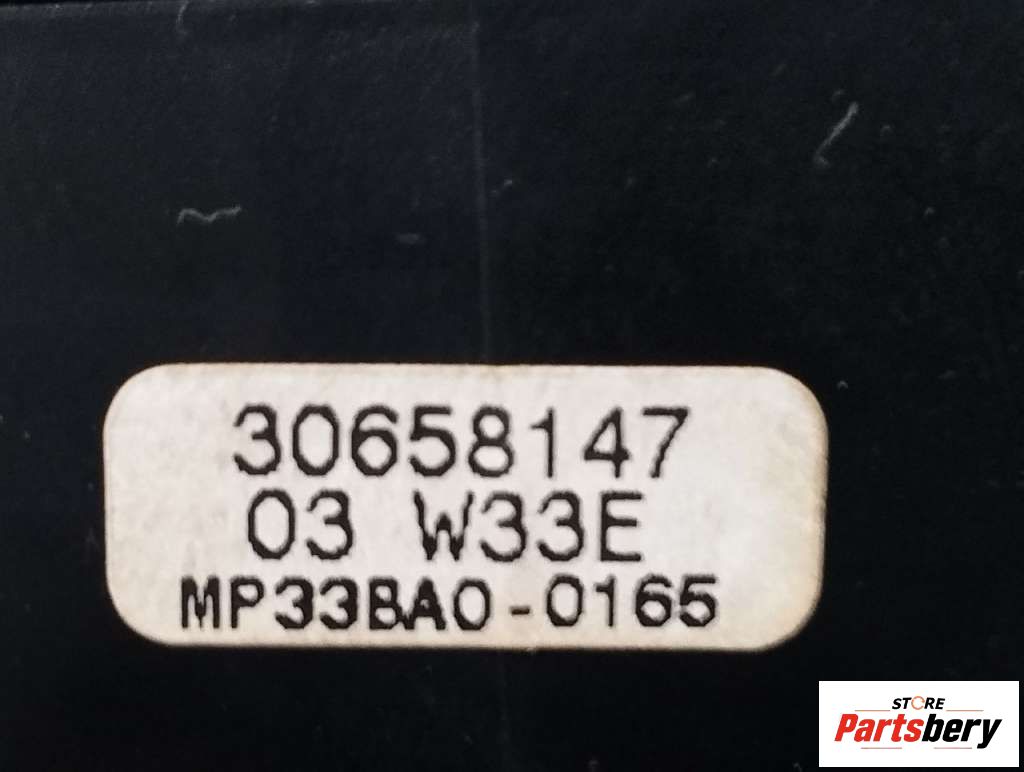 30658147
03 W33E
MP33BA0-0165
STORE
Partsbery